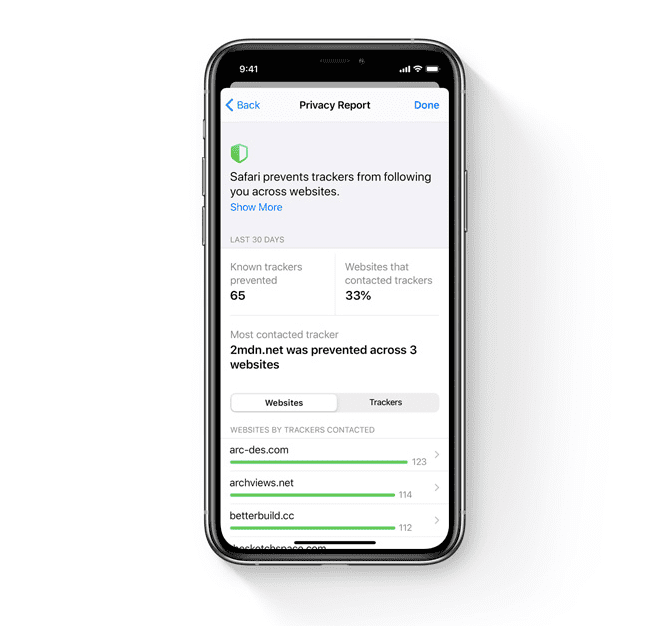 9:41
Back
Privacy Report
Done
Safari prevents trackers from following
you across websites.
Show More
LAST 30 DAYS
Known trackers
prevented
65
Websites that
contacted trackers
33%
Most contacted tracker
2mdn.net was prevented across 3
websites
Websites
Trackers
WEBSITES BY TRACKERS CONTACTED
arc-des.com
123
archviews.net
114
betterbuild.cc
112
thesketchspace.com